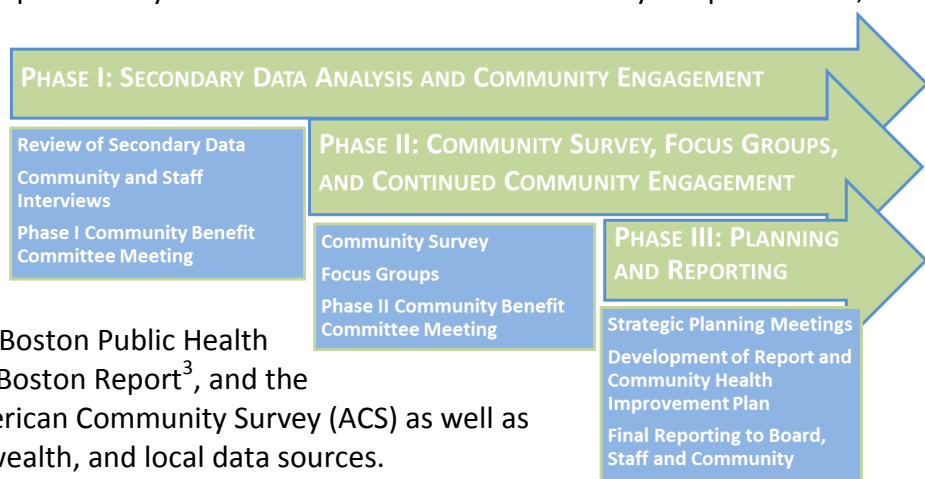 PHASE I: SECONDARY DATA ANALYSIS AND COMMUNITY ENGAGEMENT
Review of Secondary Data
Community and Staff
Interviews
Phase I Community Benefit
Committee Meeting
PHASE II: COMMUNITY SURVEY, FOCUS GROUPS,
AND CONTINUED COMMUNITY ENGAGEMENT
Community Survey
Focus Groups
Phase II Community Benefit
Committee Meeting
PHASE III: PLANNING
AND REPORTING
Strategic Planning Meetings
Development of Report and
Community Health
Improvement Plan
Final Reporting to Board,
Staff and Community
Boston Public Health
Boston Report³, and the
erican Community Survey (ACS) as well as
wealth, and local data sources.